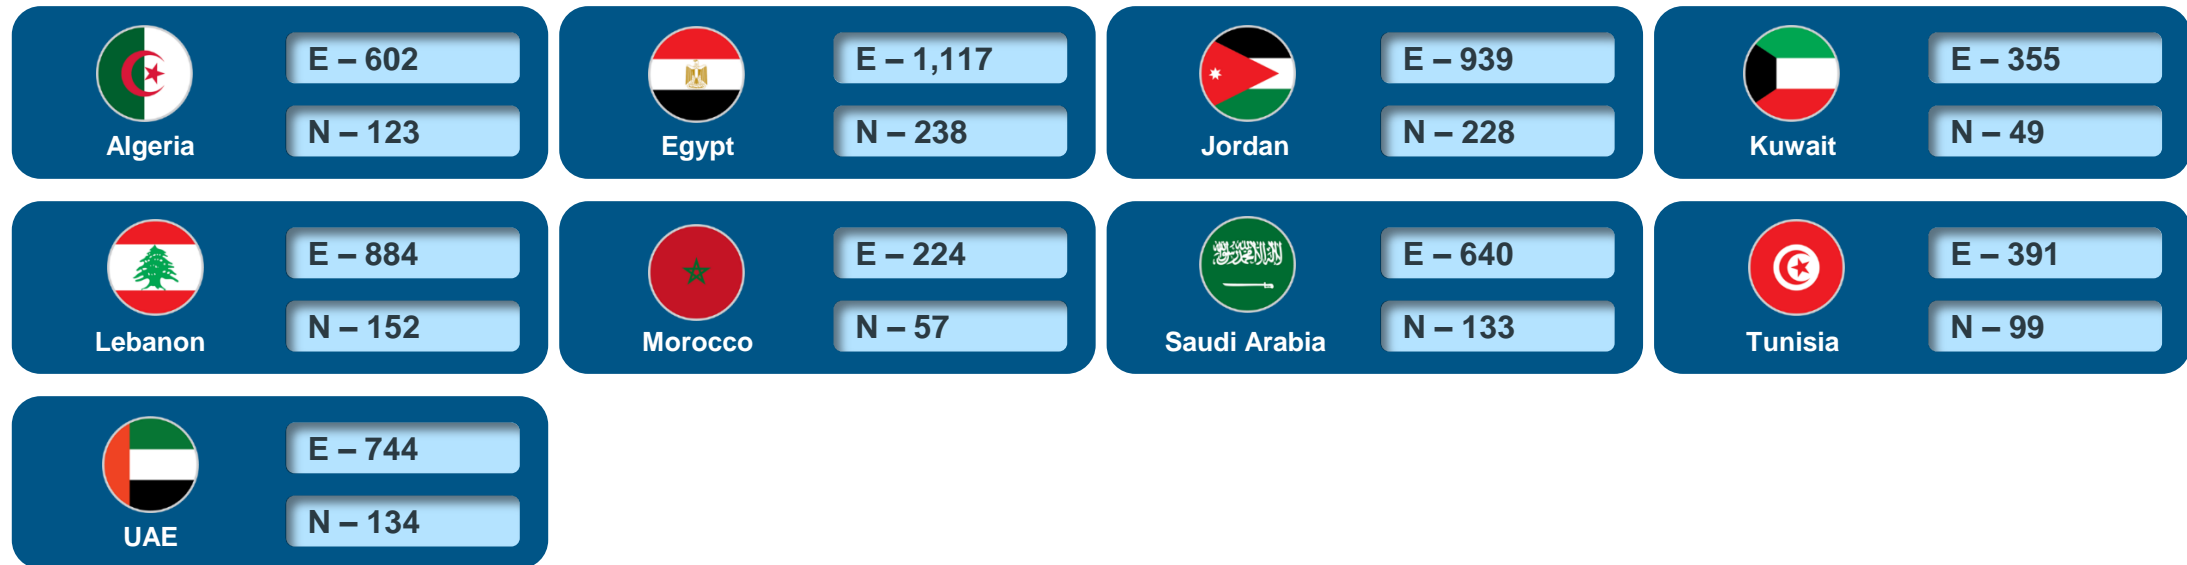 E – 602
N – 123
Algeria
E – 1,117
N – 238
Egypt
E – 939
N – 228
Jordan
E – 355
N – 49
Kuwait
E – 884
N – 152
Lebanon
E – 224
N – 57
Morocco
E – 640
N – 133
Saudi Arabia
E – 391
N – 99
Tunisia
E – 744
N – 134
UAE